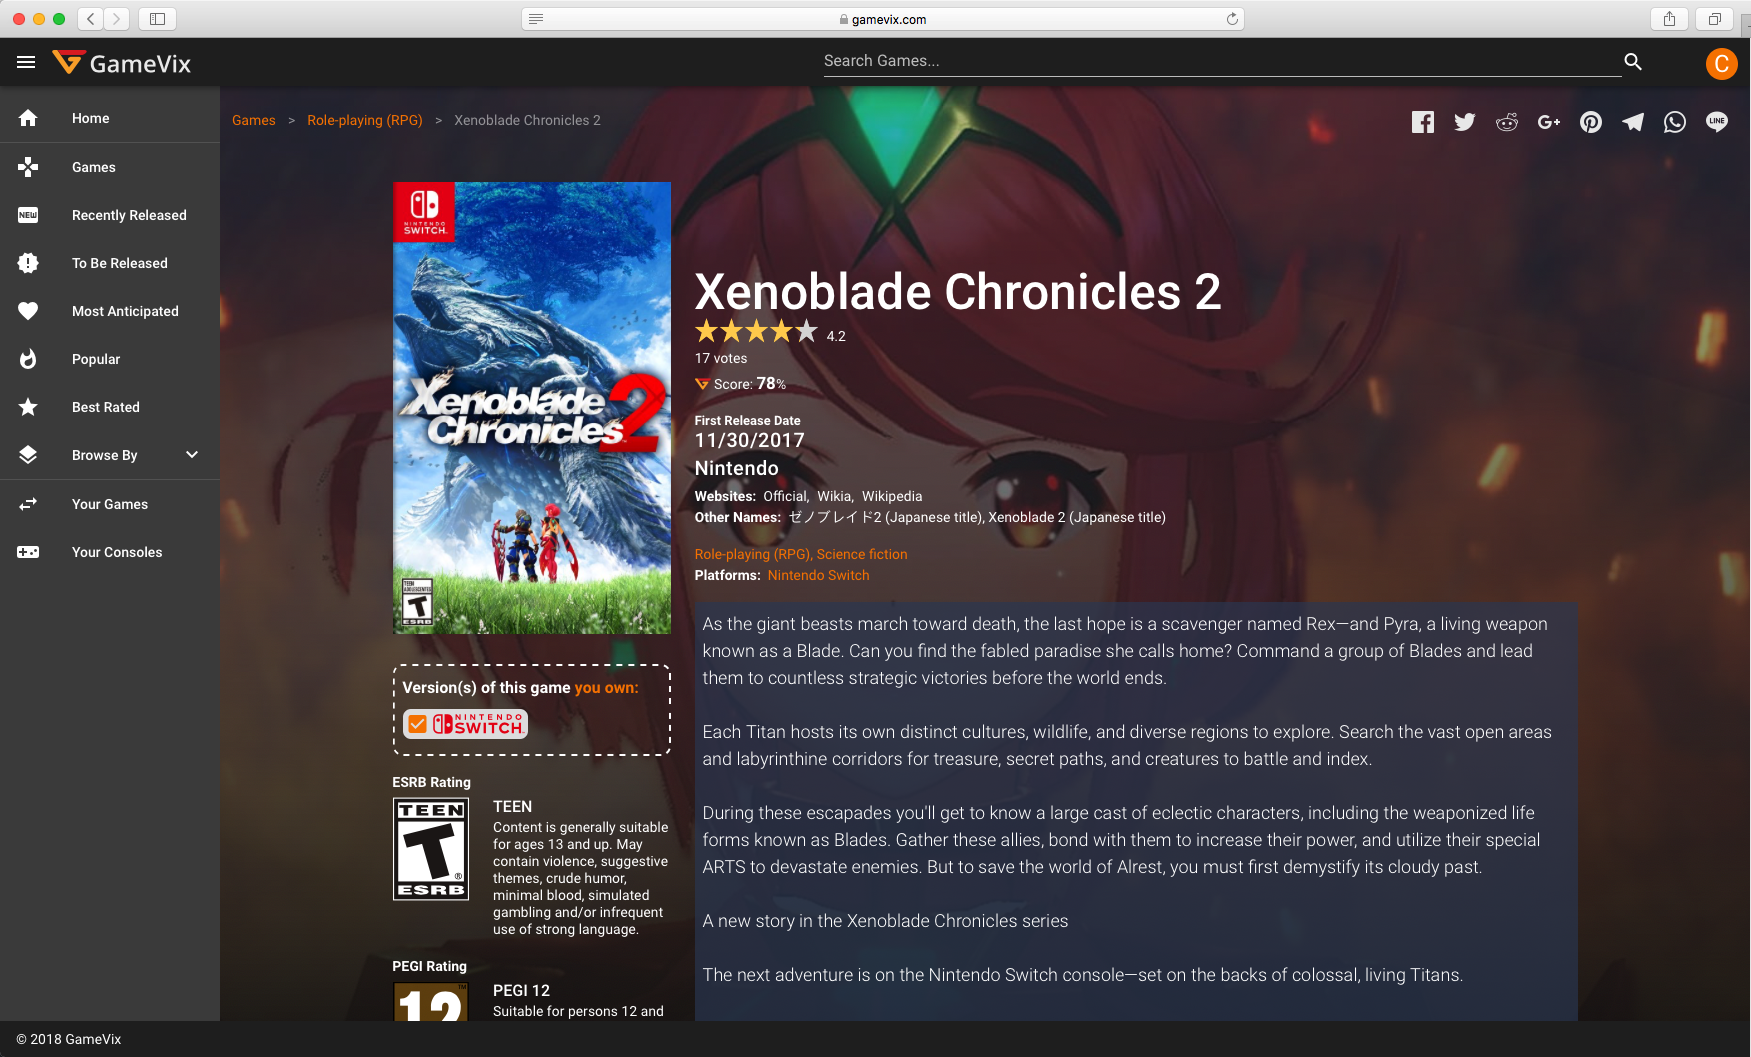 gamevix.com
GameVix
Search Games...
C
Home
Games
NEW
Recently Released
To Be Released
Most Anticipated
Popular
Best Rated
Browse By
Your Games
Your Consoles
Games > Role-playing (RPG) > Xenoblade Chronicles 2
G+
LINE
NINTENDO
SWITCH
Xenoblade
Chronicles 2
TEEN
T
ESRB
Version(s) of this game you own:
NINTENDO
SWITCH
ESRB Rating
TEEN
T
®
ESRB
TEEN
Content is generally suitable
for ages 13 and up. May
contain violence, suggestive
themes, crude humor,
minimal blood, simulated
gambling and/or infrequent
use of strong language.
PEGI Rating
12
PEGI 12
Suitable for persons 12 and
Xenoblade Chronicles 2
4.2
17 votes
Score: 78%
First Release Date
11/30/2017
Nintendo
Websites: Official, Wikia, Wikipedia
Other Names: ゼノブレイド2 (Japanese title), Xenoblade 2 (Japanese title)
Role-playing (RPG), Science fiction
Platforms: Nintendo Switch
As the giant beasts march toward death, the last hope is a scavenger named Rex—and Pyra, a living weapon
known as a Blade. Can you find the fabled paradise she calls home? Command a group of Blades and lead
them to countless strategic victories before the world ends.
Each Titan hosts its own distinct cultures, wildlife, and diverse regions to explore. Search the vast open areas
and labyrinthine corridors for treasure, secret paths, and creatures to battle and index.
During these escapades you'll get to know a large cast of eclectic characters, including the weaponized life
forms known as Blades. Gather these allies, bond with them to increase their power, and utilize their special
ARTS to devastate enemies. But to save the world of Alrest, you must first demystify its cloudy past.
A new story in the Xenoblade Chronicles series
The next adventure is on the Nintendo Switch console—set on the backs of colossal, living Titans.
© 2018 GameVix